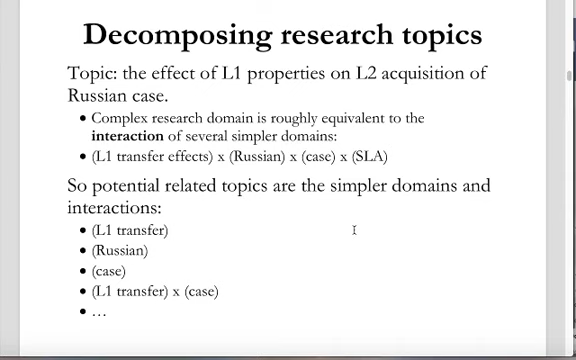 Decomposing research topics
Topic: the effect of L1 properties on L2 acquisition of
Russian case.
• Complex research domain is roughly equivalent to the
interaction of several simpler domains:
• (L1 transfer effects) x (Russian) x (case) x (SLA)
So potential related topics are the simpler domains and
interactions:
• (L1 transfer)
• (Russian)
• (case)
• (L1 transfer) x (case)
• …